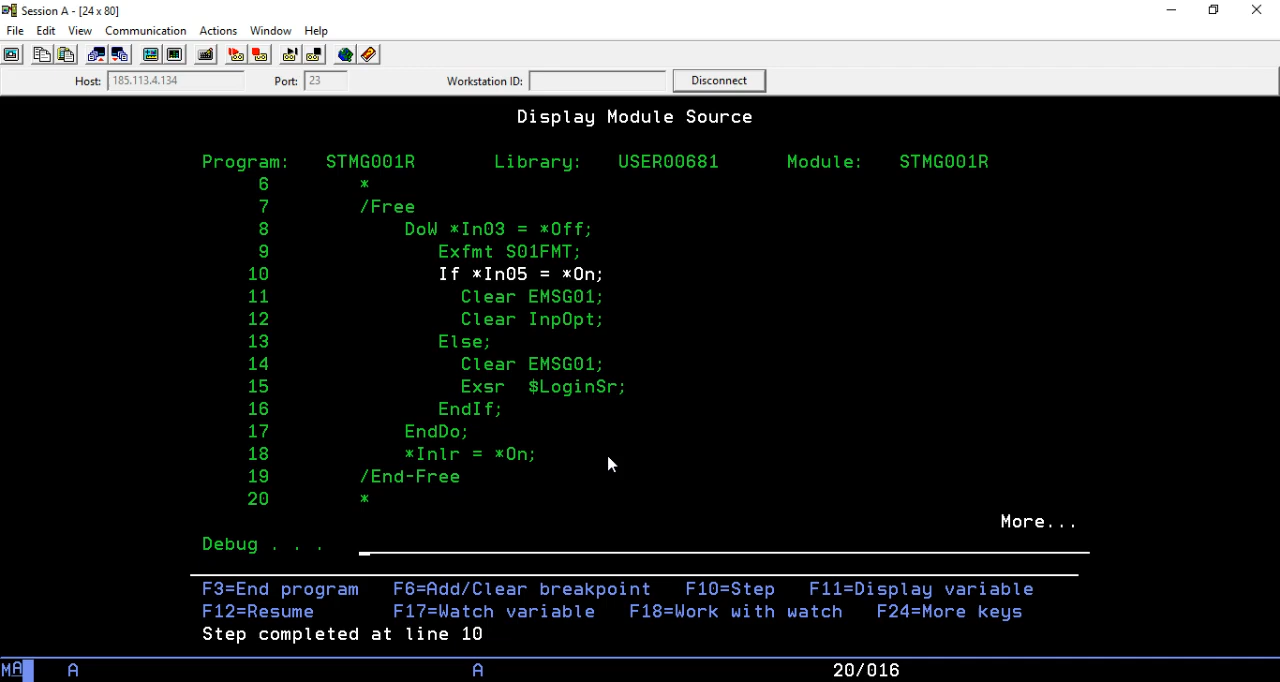 Session A - [24 x 80]
File Edit View Communication Actions Window Help
Host: 185.113.4.134 Port: 23 Workstation ID: Disconnect
Display Module Source
Program: STMG001R Library: USER00681 Module: STMG001R
6 *
7 /Free
8 DoW *In03 = *Off;
9 Exfmt S01FMT;
10 If *In05 = *On;
11 Clear EMSG01;
12 Clear InpOpt;
13 Else;
14 Clear EMSG01;
15 Exsr $LoginSr;
16 EndIf;
17 EndDo;
18 *Inlr = *On;
19 /End-Free
20 *
More...
Debug . . .
F3=End program F6=Add/Clear breakpoint F10=Step F11=Display variable
F12=Resume F17=Watch variable F18=Work with watch F24=More keys
Step completed at line 10
MA A A 20/016